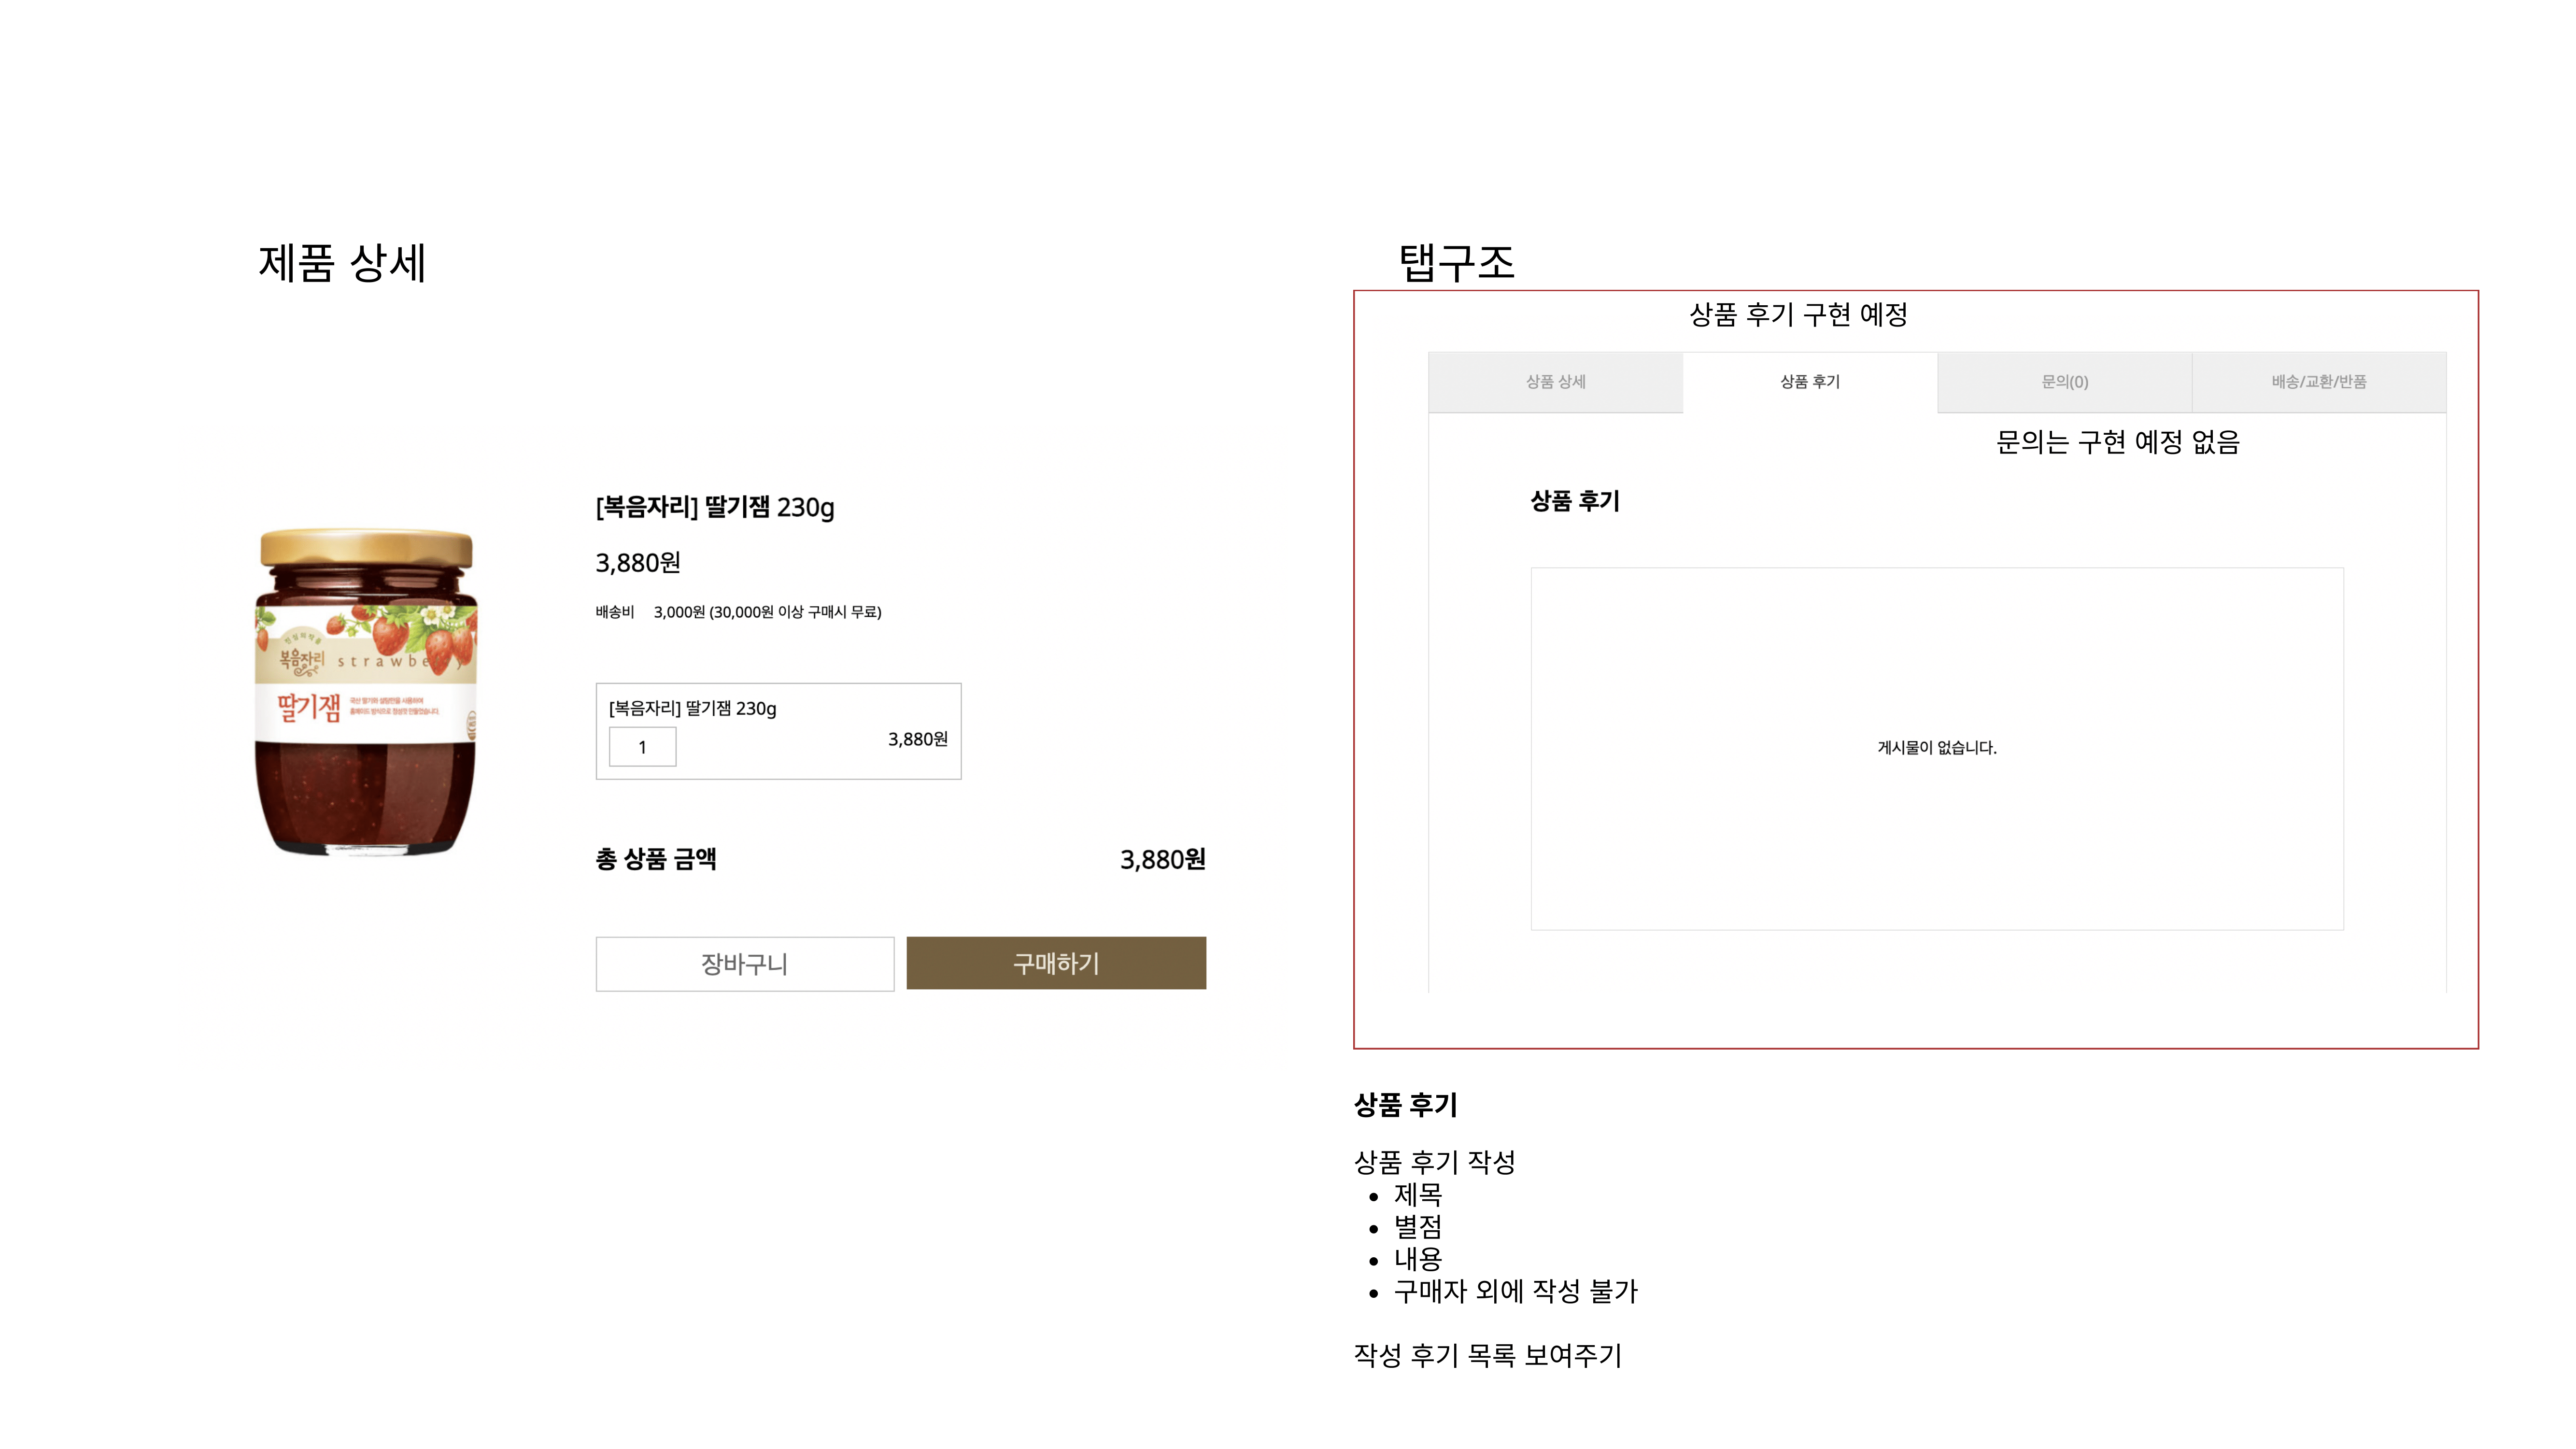 제품 상세
복음자리
strawbe
딸기잼
[복음자리] 딸기잼 230g
3,880원
배송비 3,000원 (30,000원 이상 구매시 무료)
[복음자리] 딸기잼 230g
1
3,880원
총 상품 금액 3,880원
장바구니 구매하기
탭구조
상품 후기 구현 예정
상품 상세 상품 후기 문의(0) 배송/교환/반품
문의는 구현 예정 없음
상품 후기
게시물이 없습니다.
상품 후기
상품 후기 작성
• 제목
• 별점
• 내용
• 구매자 외에 작성 불가
작성 후기 목록 보여주기